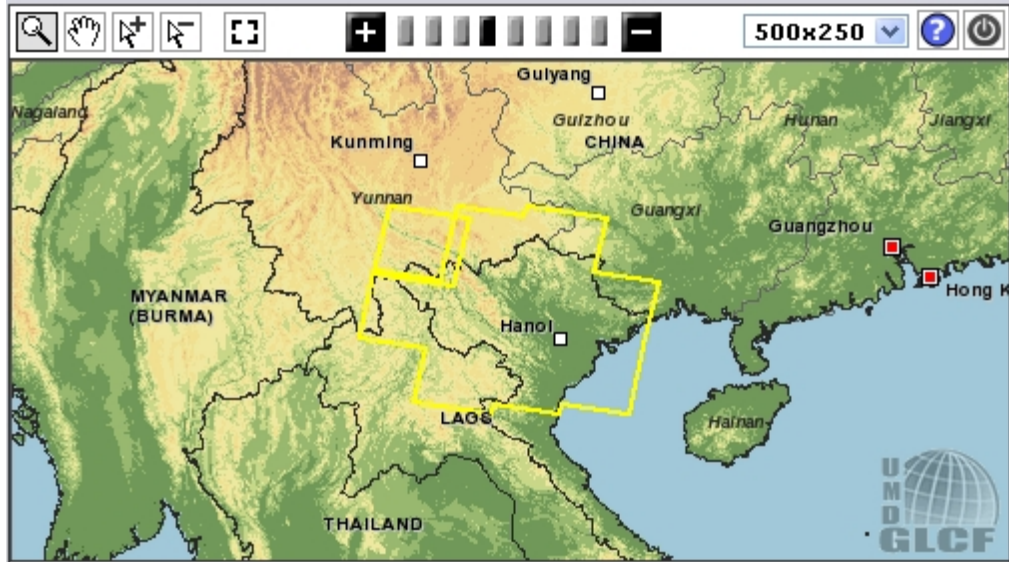 +
−
500x250
?
Guiyang
Nagaland
Guizhou
Hunan
Jiangxi
Kunming
CHINA
Yunnan
Guangxi
Guangzhou
MYANMAR
(BURMA)
Hong K
Hanoi
LAOS
Hainan
THAILAND
UMD
GLCF